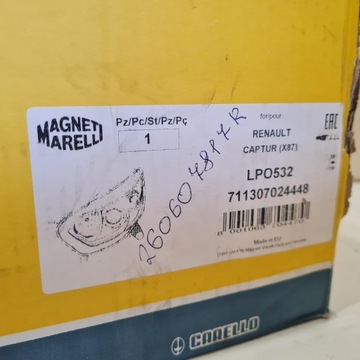 MAGNETI
MARELLI
Pz/Pc/St/Pz/Pç
1
for/pour
RENAULT
CAPTUR (X87)
LPO532
711307024448
EAC
Made in EU
CARELLO